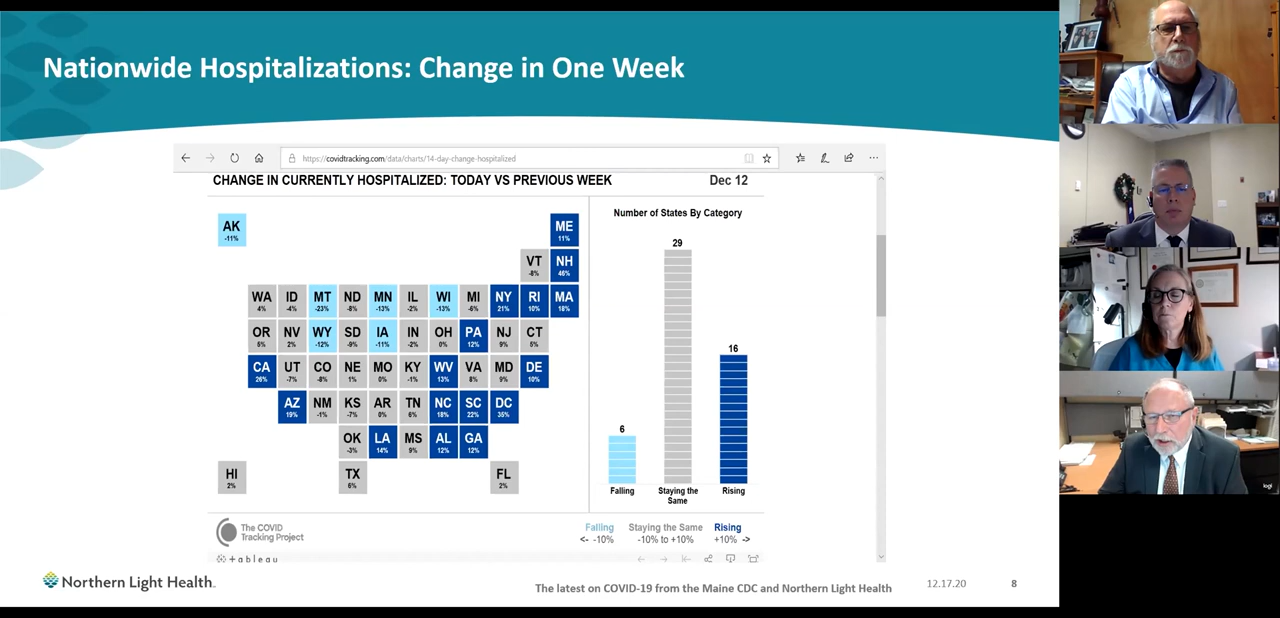 Nationwide Hospitalizations: Change in One Week
https://covidtracking.com/data/charts/14-day-change-hospitalized
CHANGE IN CURRENTLY HOSPITALIZED: TODAY VS PREVIOUS WEEK
Dec 12
AK
-11%
ME
11%
VT
-8%
NH
46%
WA
4%
ID
-4%
MT
-23%
ND
-8%
MN
-13%
IL
-2%
WI
-13%
MI
-6%
NY
21%
RI
10%
MA
18%
OR
5%
NV
2%
WY
-12%
SD
-9%
IA
-11%
IN
-2%
OH
0%
PA
12%
NJ
9%
CT
5%
CA
26%
UT
-7%
CO
-8%
NE
1%
MO
0%
KY
-1%
WV
13%
VA
8%
MD
9%
DE
10%
AZ
19%
NM
-1%
KS
-7%
AR
0%
TN
6%
NC
18%
SC
22%
DC
35%
OK
-3%
LA
14%
MS
9%
AL
12%
GA
12%
HI
2%
TX
6%
FL
2%
Number of States By Category
29
16
6
Falling
Staying the
Same
Rising
The COVID
Tracking Project
Falling
Staying the Same
Rising
<- -10%
-10% to +10%
+10% ->
+ a b l e a u
Northern Light Health
The latest on COVID-19 from the Maine CDC and Northern Light Health
12.17.20
8
logi